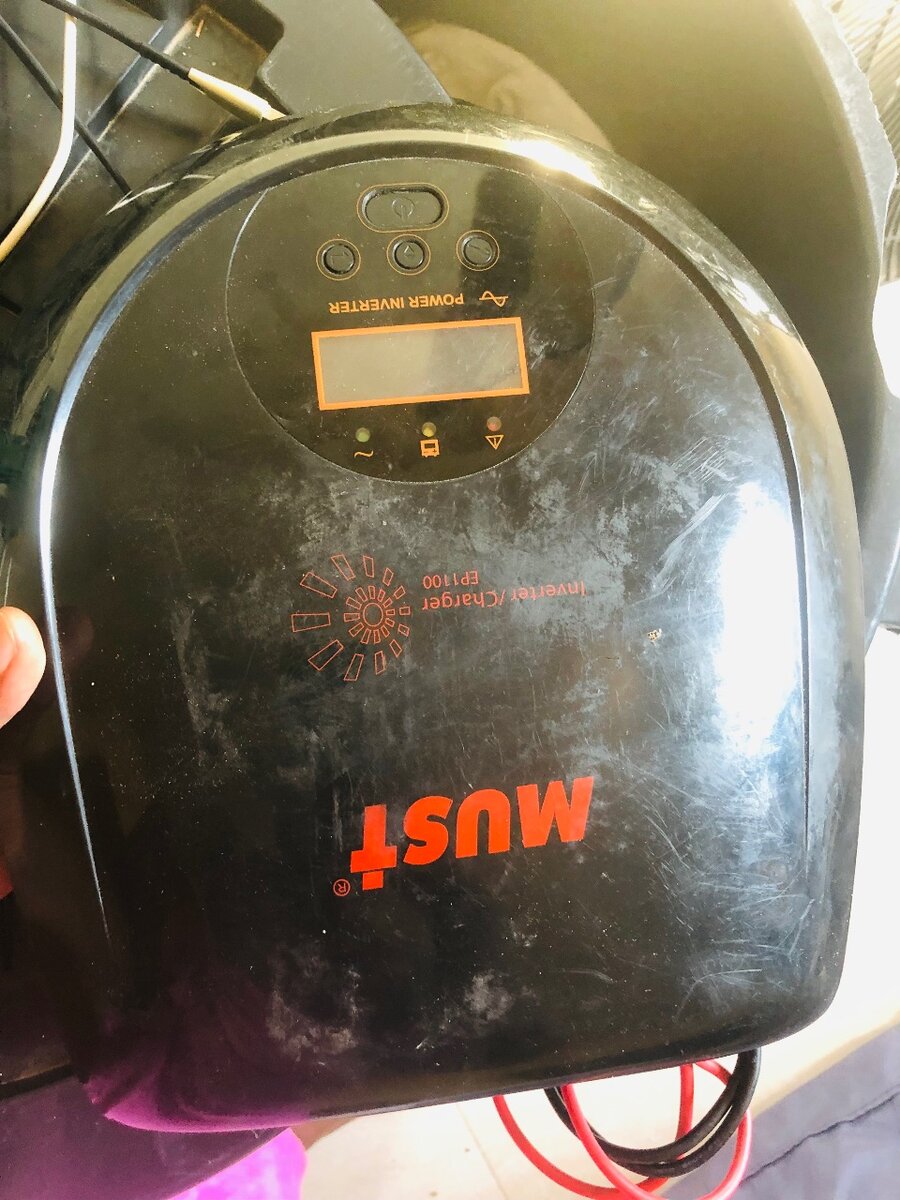 MUST®
Inverter/Charger
EP1100
POWER INVERTER